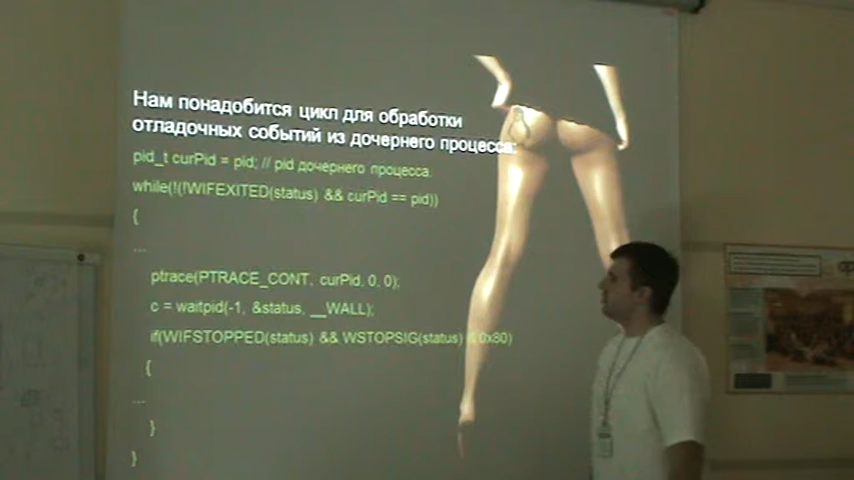 Нам понадобится цикл для обработки
отладочных событий из дочернего процесса:
pid_t curPid = pid; // pid дочернего процесса.
while(!(!WIFEXITED(status) && curPid == pid))
{
...
ptrace(PTRACE_CONT, curPid, 0, 0);
c = waitpid(-1, &status, __WALL);
if(WIFSTOPPED(status) && WSTOPSIG(status) & 0x80)
{
...
}
}